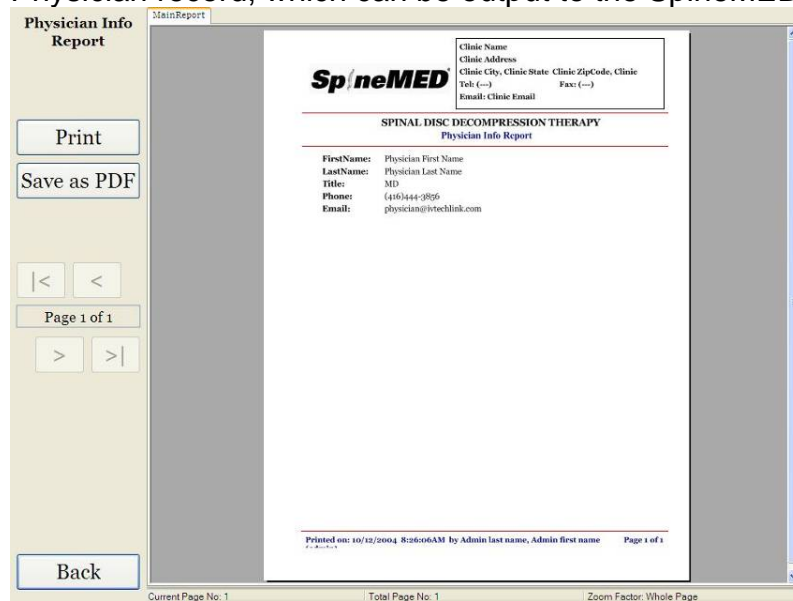 Physician record, which can be output to the SpineMED
Physician Info
Report
Print
Save as PDF
|<
<
Page 1 of 1
>
>|
Back
MainReport
SpineMED
Clinic Name
Clinic Address
Clinic City, Clinic State Clinic ZipCode, Clinic
Tel: (---) Fax: (---)
Email: Clinic Email
SPINAL DISC DECOMPRESSION THERAPY
Physician Info Report
FirstName: Physician First Name
LastName: Physician Last Name
Title: MD
Phone: (416)444-3856
Email: physician@ivtechlink.com
Printed on: 10/12/2004 8:26:06AM by Admin last name, Admin first name Page 1 of 1
Current Page No: 1 Total Page No: 1 Zoom Factor: Whole Page